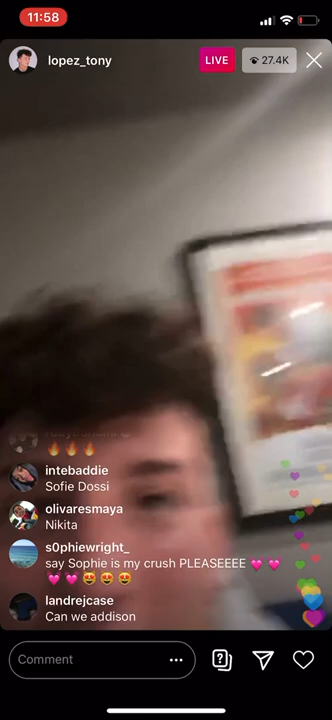 11:58
lopez_tony
LIVE
27.4K
intebaddie
Sofie Dossi
olivaresmaya
Nikita
s0phiewright_
say Sophie is my crush PLEASEEEE 💕 💕
💕 💕 😍 😍 😍
landrejcase
Can we addison
Comment